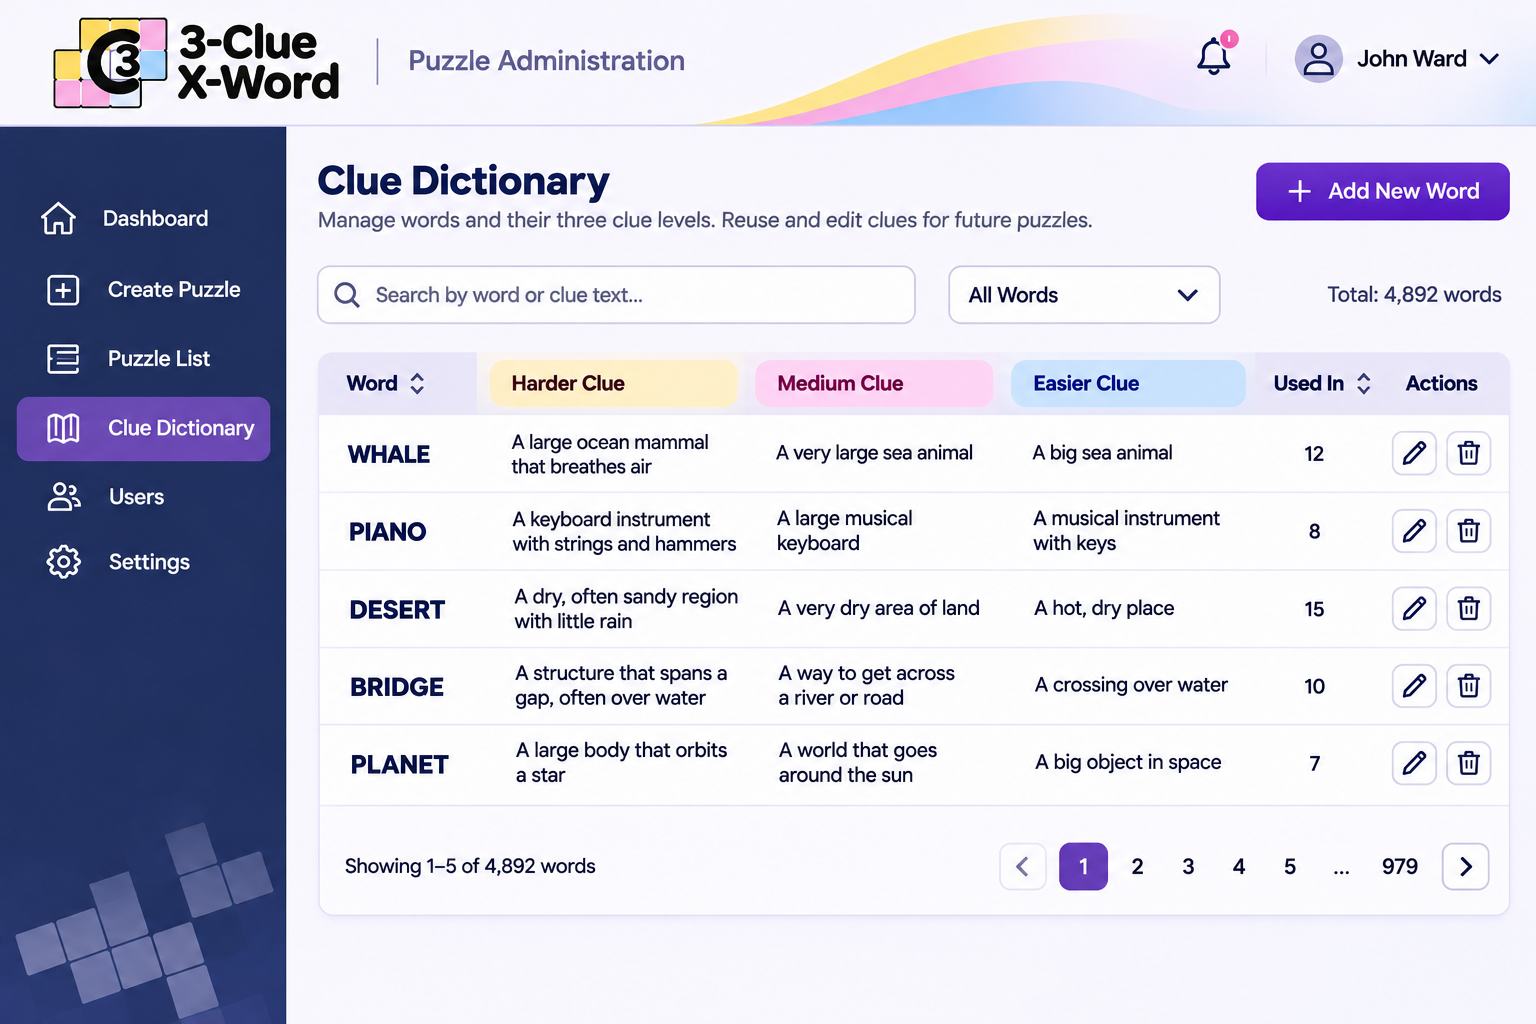 C3
3-Clue
X-Word
Puzzle Administration
John Ward
Dashboard
Create Puzzle
Puzzle List
Clue Dictionary
Users
Settings
Clue Dictionary
Manage words and their three clue levels. Reuse and edit clues for future puzzles.
+ Add New Word
Search by word or clue text...
All Words
Total: 4,892 words
Word Harder Clue Medium Clue Easier Clue Used In Actions
WHALE
A large ocean mammal
that breathes air
A very large sea animal
A big sea animal
12
PIANO
A keyboard instrument
with strings and hammers
A large musical
keyboard
A musical instrument
with keys
8
DESERT
A dry, often sandy region
with little rain
A very dry area of land
A hot, dry place
15
BRIDGE
A structure that spans a
gap, often over water
A way to get across
a river or road
A crossing over water
10
PLANET
A large body that orbits
a star
A world that goes
around the sun
A big object in space
7
Showing 1–5 of 4,892 words
1 2 3 4 5 ... 979